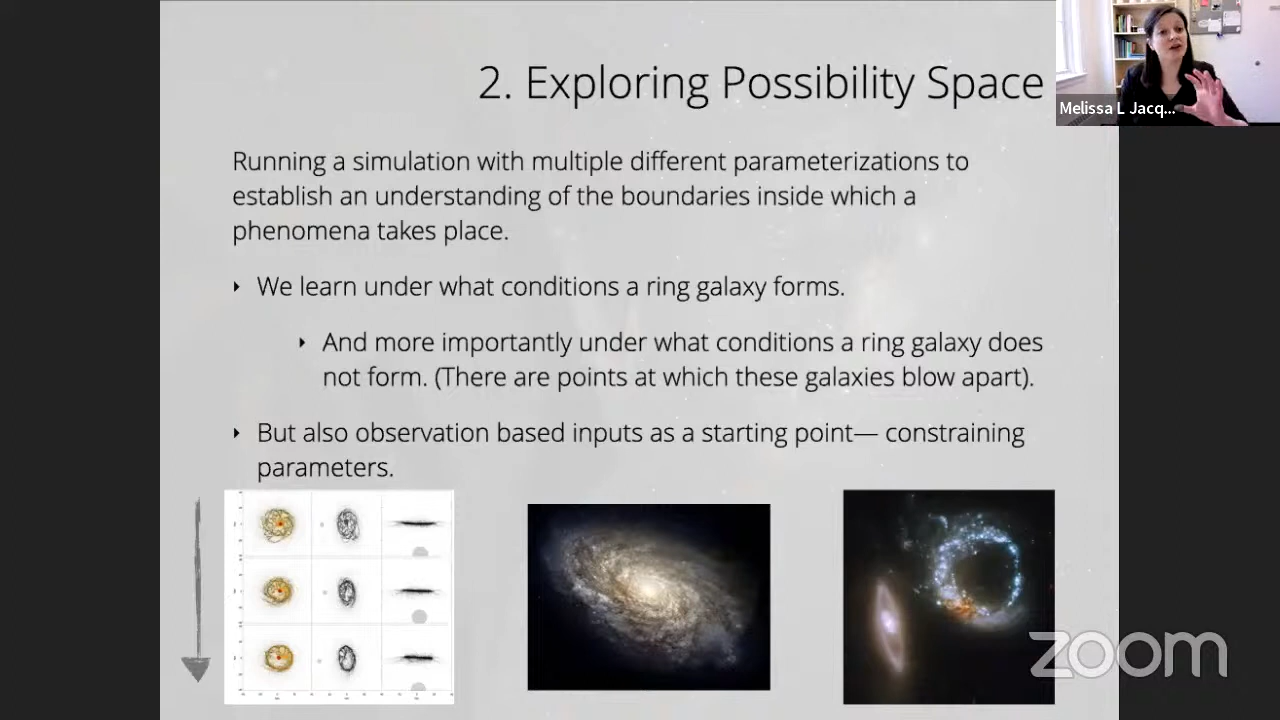 2. Exploring Possibility Space
Melissa L Jacq...
Running a simulation with multiple different parameterizations to
establish an understanding of the boundaries inside which a
phenomena takes place.
‣ We learn under what conditions a ring galaxy forms.
‣ And more importantly under what conditions a ring galaxy does
not form. (There are points at which these galaxies blow apart).
‣ But also observation based inputs as a starting point— constraining
parameters.
zoom